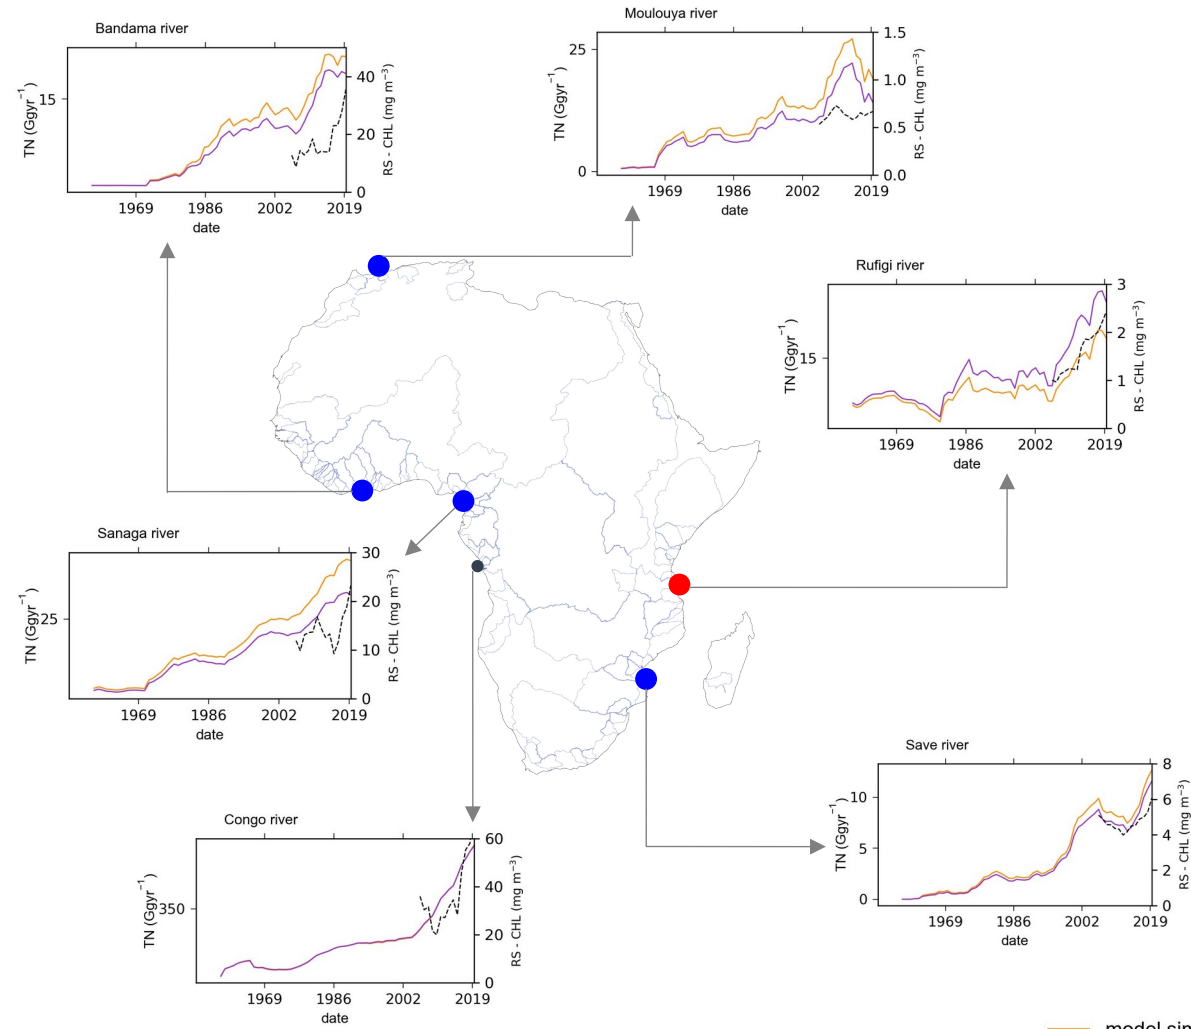 Bandama river
15
TN (Ggyr⁻¹)
40
20
0
RS - CHL (mg m⁻³)
1969 1986 2002 2019
date
Moulouya river
25
0
TN (Ggyr⁻¹)
1.5
1.0
0.5
0.0
RS - CHL (mg m⁻³)
1969 1986 2002 2019
date
Rufigi river
15
TN (Ggyr⁻¹)
3
2
1
0
RS - CHL (mg m⁻³)
1969 1986 2002 2019
date
Sanaga river
25
TN (Ggyr⁻¹)
30
20
10
0
RS - CHL (mg m⁻³)
1969 1986 2002 2019
date
Save river
10
5
0
TN (Ggyr⁻¹)
8
6
4
2
0
RS - CHL (mg m⁻³)
1969 1986 2002 2019
date
Congo river
350
TN (Ggyr⁻¹)
60
40
20
0
RS - CHL (mg m⁻³)
1969 1986 2002 2019
date
model